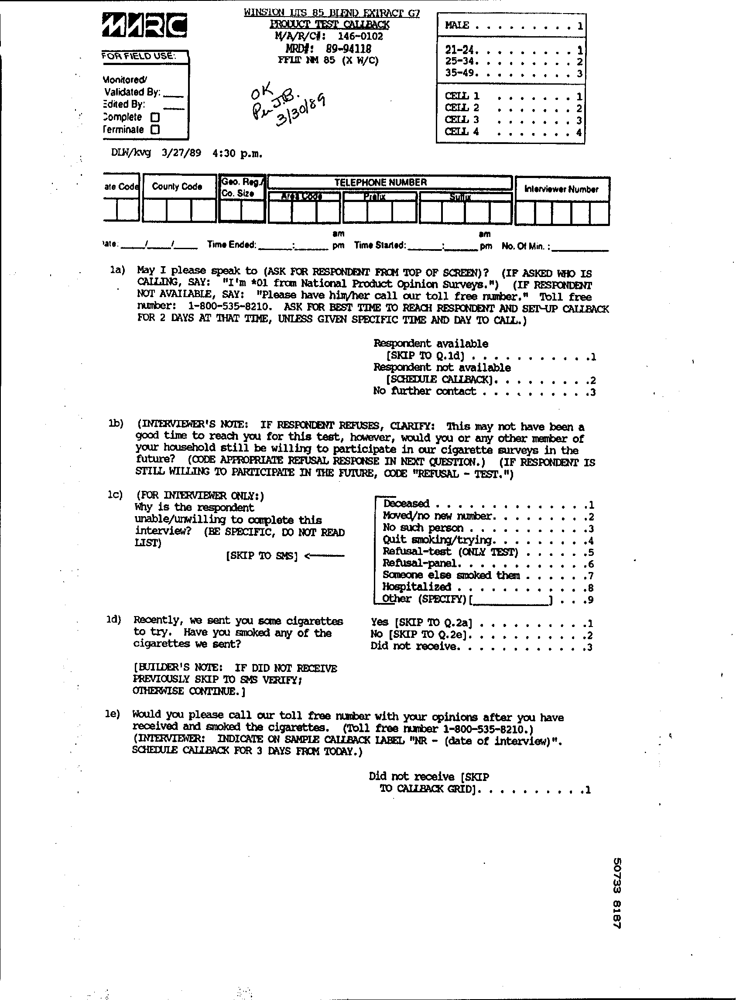 M/A/R/C
WINSTON LTS 85 BLEND EXTRACT G7
PRODUCT TEST CALLBACK
M/A/R/C#: 146-0102
MRD#: 89-94118
FFLT NM 85 (X W/C)
MALE . . . . . . . . 1
21-24. . . . . . . . 1
25-34. . . . . . . . 2
35-49. . . . . . . . 3
CELL 1 . . . . . . . 1
CELL 2 . . . . . . . 2
CELL 3 . . . . . . . 3
CELL 4 . . . . . . . 4
FOR FIELD USE:
Monitored/
Validated By: ____
Edited By: ____
Complete ☐
Terminate ☐
OK
Per J.B.
3/30/89
DLW/kvg 3/27/89 4:30 p.m.
ate Code
County Code
Geo. Reg./
Co. Size
TELEPHONE NUMBER
Area Code Prefix Suffix
Interviewer Number
am am
ate: ____/____/____ Time Ended: ______:______ pm Time Started: ______:______ pm No. Of Min. : ______
1a) May I please speak to (ASK FOR RESPONDENT FROM TOP OF SCREEN)? (IF ASKED WHO IS
CALLING, SAY: "I'm *01 from National Product Opinion Surveys.") (IF RESPONDENT
NOT AVAILABLE, SAY: "Please have him/her call our toll free number." Toll free
number: 1-800-535-8210. ASK FOR BEST TIME TO REACH RESPONDENT AND SET-UP CALLBACK
FOR 2 DAYS AT THAT TIME, UNLESS GIVEN SPECIFIC TIME AND DAY TO CALL.)
Respondent available
[SKIP TO Q.1d] . . . . . . . . . . .1
Respondent not available
[SCHEDULE CALLBACK]. . . . . . . . .2
No further contact . . . . . . . . . .3
1b) (INTERVIEWER'S NOTE: IF RESPONDENT REFUSES, CLARIFY: This may not have been a
good time to reach you for this test, however, would you or any other member of
your household still be willing to participate in our cigarette surveys in the
future? (CODE APPROPRIATE REFUSAL RESPONSE IN NEXT QUESTION.) (IF RESPONDENT IS
STILL WILLING TO PARTICIPATE IN THE FUTURE, CODE "REFUSAL - TEST.")
1c) (FOR INTERVIEWER ONLY:)
Why is the respondent
unable/unwilling to complete this
interview? (BE SPECIFIC, DO NOT READ
LIST)
[SKIP TO SMS] <———
Deceased . . . . . . . . . . . . . .1
Moved/no new number. . . . . . . . .2
No such person . . . . . . . . . . .3
Quit smoking/trying. . . . . . . . .4
Refusal-test (ONLY TEST) . . . . . .5
Refusal-panel. . . . . . . . . . . .6
Someone else smoked them . . . . . .7
Hospitalized . . . . . . . . . . . .8
Other (SPECIFY)[____________] . . .9
1d) Recently, we sent you some cigarettes
to try. Have you smoked any of the
cigarettes we sent?
Yes [SKIP TO Q.2a] . . . . . . . . . .1
No [SKIP TO Q.2e]. . . . . . . . . . .2
Did not receive. . . . . . . . . . . .3
[BUILDER'S NOTE: IF DID NOT RECEIVE
PREVIOUSLY SKIP TO SMS VERIFY;
OTHERWISE CONTINUE.]
1e) Would you please call our toll free number with your opinions after you have
received and smoked the cigarettes. (Toll free number 1-800-535-8210.)
(INTERVIEWER: INDICATE ON SAMPLE CALLBACK LABEL "NR - (date of interview)".
SCHEDULE CALLBACK FOR 3 DAYS FROM TODAY.)
Did not receive [SKIP
TO CALLBACK GRID]. . . . . . . . . .1
50733 8187